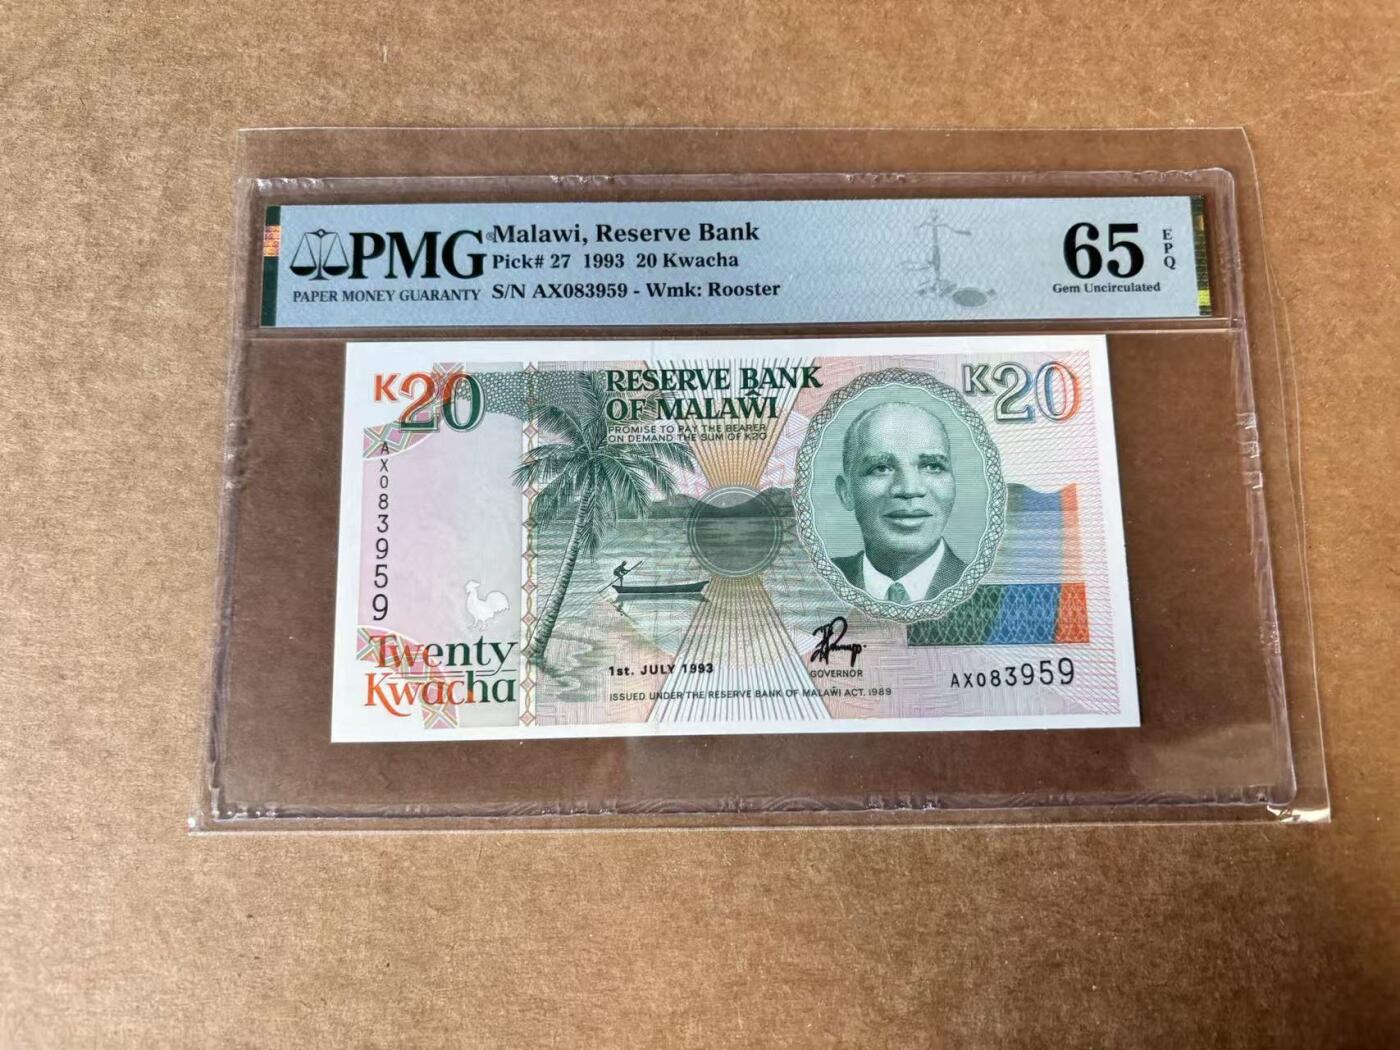 PMG
PAPER MONEY GUARANTY
Malawi, Reserve Bank
Pick# 27 1993 20 Kwacha
S/N AX083959 - Wmk: Rooster
65
EPQ
Gem Uncirculated
K20
RESERVE BANK
OF MALAŴI
PROMISE TO PAY THE BEARER
ON DEMAND THE SUM OF K20
K20
AX083959
Twenty
Kwacha
1st. JULY 1993
GOVERNOR
ISSUED UNDER THE RESERVE BANK OF MALAŴI ACT. 1989
AX083959